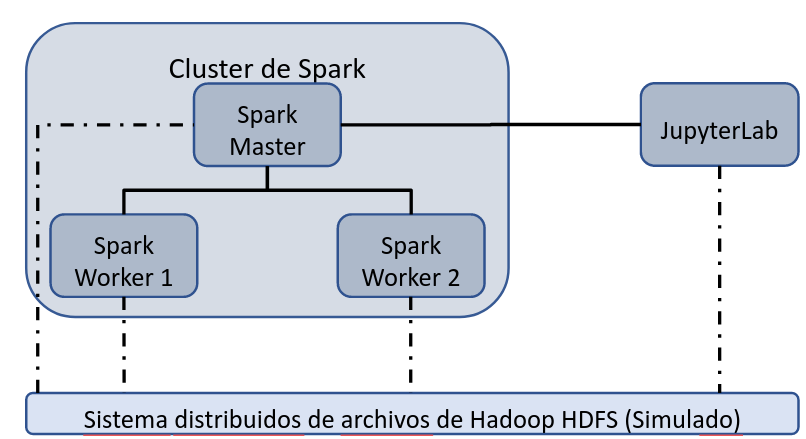 Cluster de Spark
Spark
Master
JupyterLab
Spark
Worker 1
Spark
Worker 2
Sistema distribuidos de archivos de Hadoop HDFS (Simulado)